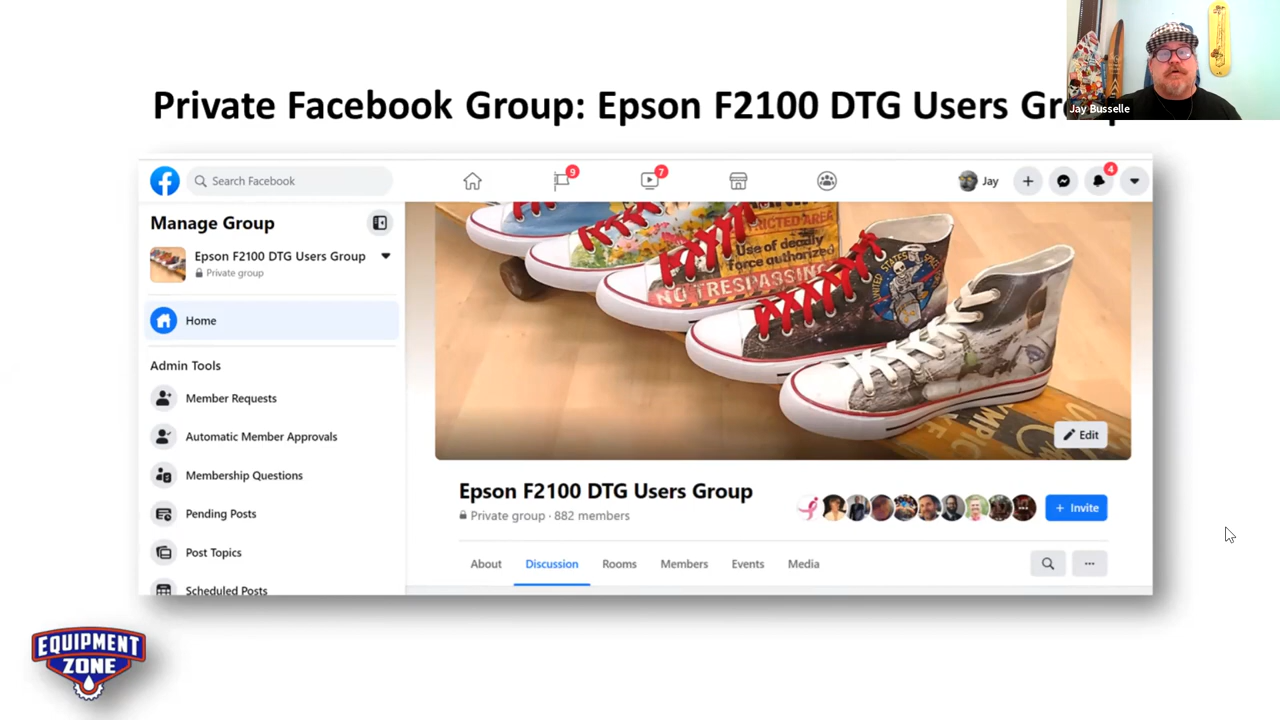 Private Facebook Group: Epson F2100 DTG Users
Jay Busselle
Search Facebook
9
7
Jay
4
Manage Group
Epson F2100 DTG Users Group
Private group
Home
Admin Tools
Member Requests
Automatic Member Approvals
Membership Questions
Pending Posts
Post Topics
Scheduled Posts
RICTED AREA
Use of deadly
force authorized
NO TRESPASSING
UNITED STATES
Edit
Epson F2100 DTG Users Group
Private group · 882 members
+ Invite
About
Discussion
Rooms
Members
Events
Media
EQUIPMENT
ZONE